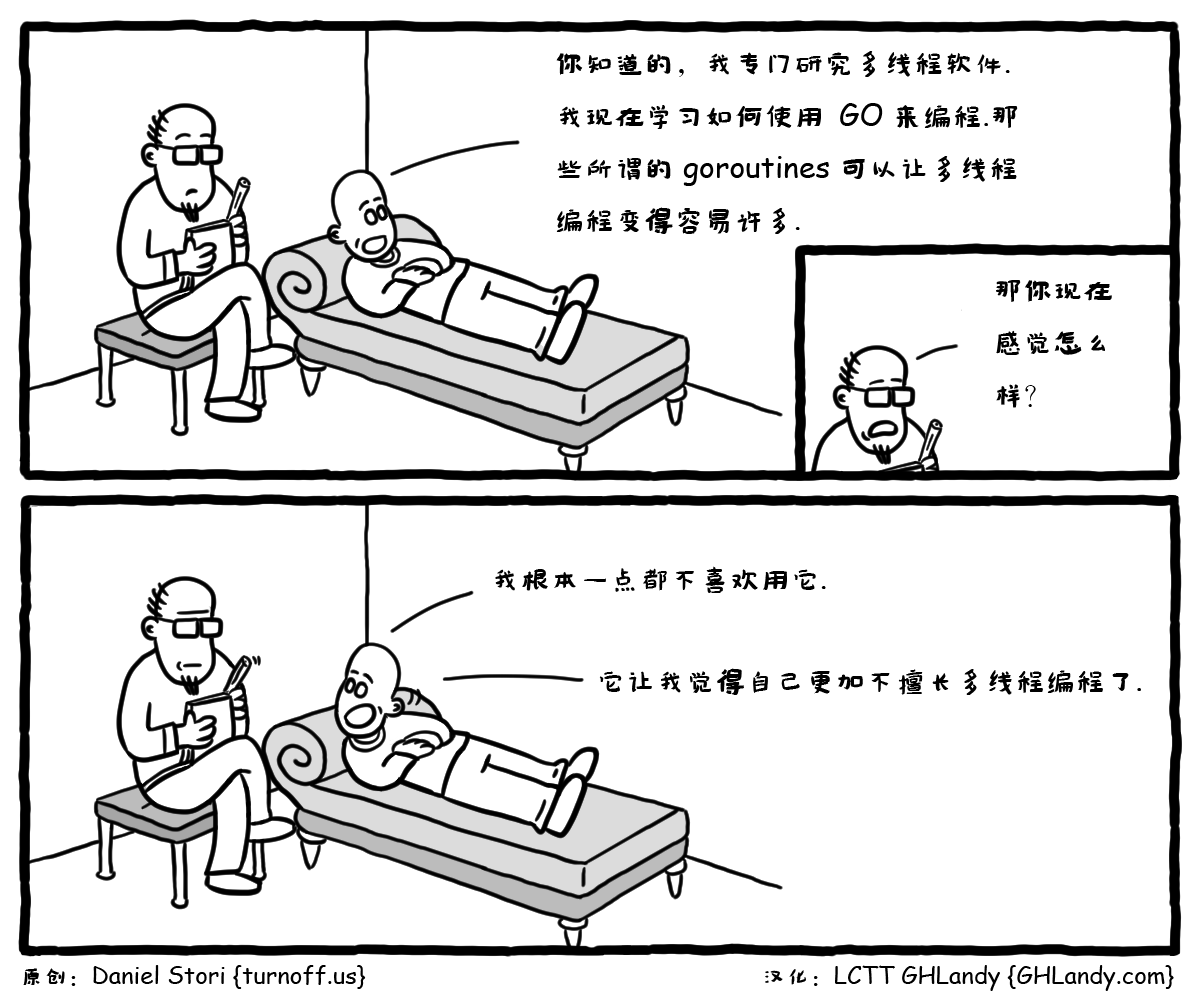 你知道的，我专门研究多线程软件.
我现在学习如何使用 GO 来编程.那
些所谓的 goroutines 可以让多线程
编程变得容易许多.
那你现在
感觉怎么
样？
我根本一点都不喜欢用它.
它让我觉得自己更加不擅长多线程编程了.
原创：Daniel Stori {turnoff.us}
汉化：LCTT GHLandy {GHLandy.com}